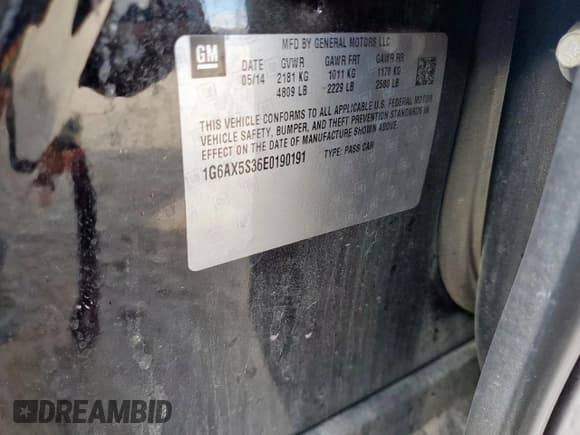 GM
MFD BY GENERAL MOTORS LLC
DATE GVWR GAWR FRT GAWR RR
05/14 2181 KG 1011 KG 1170 KG
4809 LB 2229 LB 2580 LB
THIS VEHICLE CONFORMS TO ALL APPLICABLE U.S. FEDERAL MOTOR
VEHICLE SAFETY, BUMPER, AND THEFT PREVENTION STANDARDS IN
EFFECT ON THE DATE OF MANUFACTURE SHOWN ABOVE.
1G6AX5S36E0190191 TYPE: PASS CAR
DREAMBID